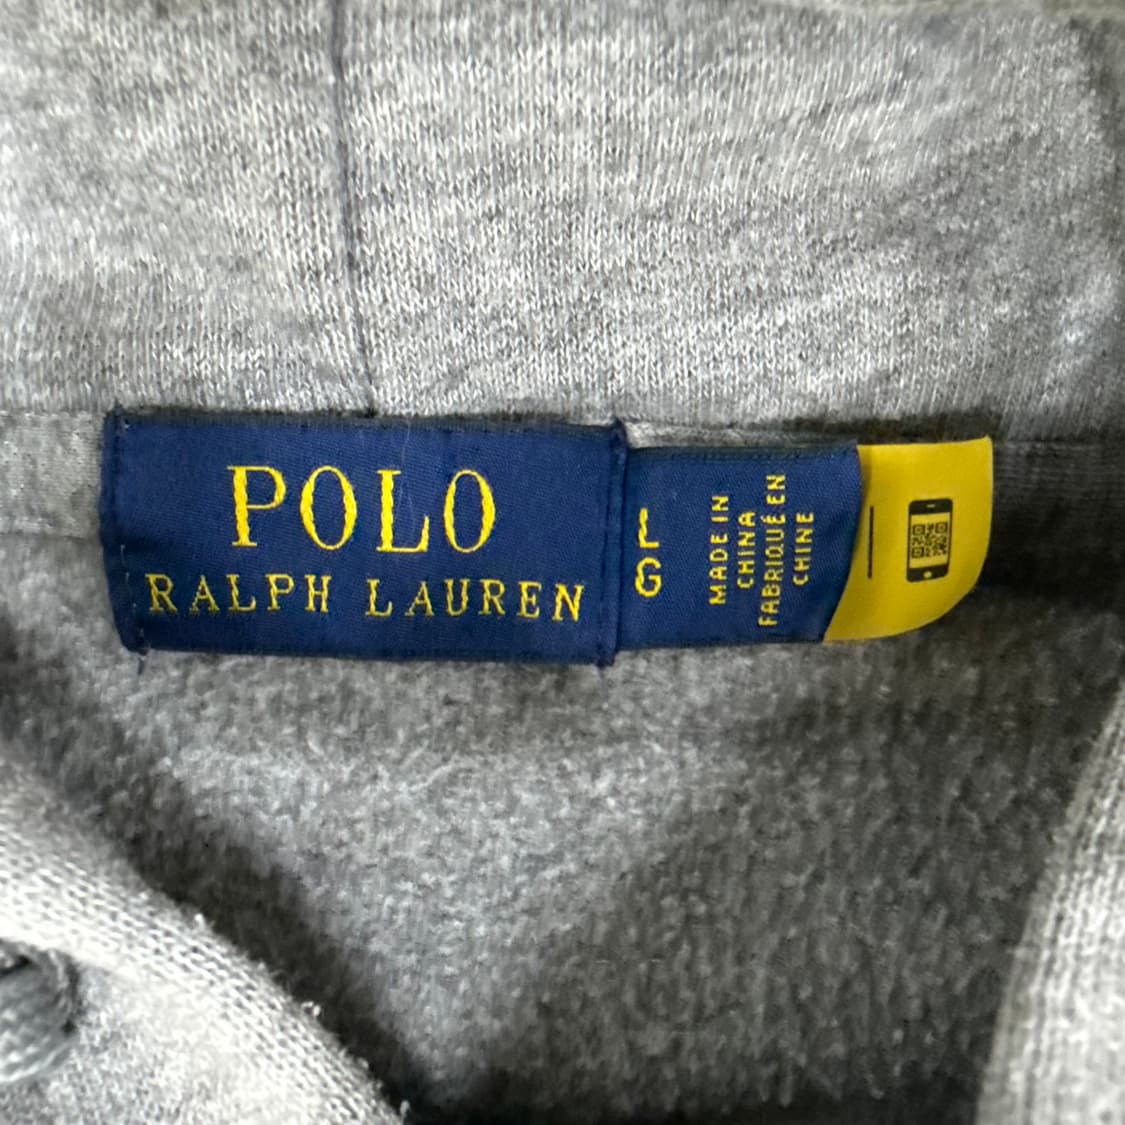 POLO
RALPH LAUREN
L
G
MADE IN
CHINA
FABRIQUÉ EN
CHINE